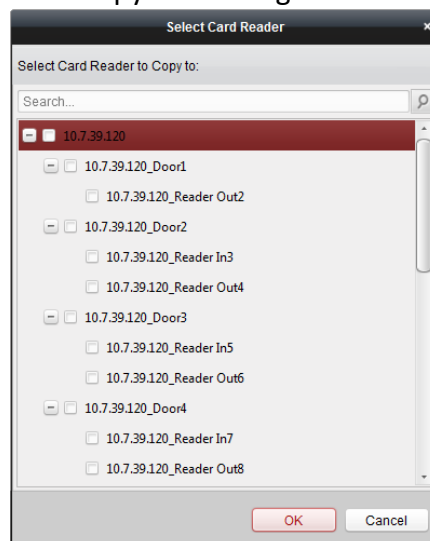 Select Card Reader
Select Card Reader to Copy to:
Search...
10.7.39.120
10.7.39.120_Door1
10.7.39.120_Reader Out2
10.7.39.120_Door2
10.7.39.120_Reader In3
10.7.39.120_Reader Out4
10.7.39.120_Door3
10.7.39.120_Reader In5
10.7.39.120_Reader Out6
10.7.39.120_Door4
10.7.39.120_Reader In7
10.7.39.120_Reader Out8
OK Cancel